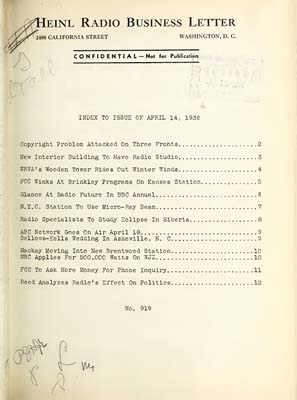 HEINL RADIO BUSINESS LETTER
2400 CALIFORNIA STREET WASHINGTON, D. C.
CONFIDENTIAL—Not for Publication
INDEX TO ISSUE OF APRIL 14, 1936
Copyright Problem Attacked On Three Fronts....................2
New Interior Building To Have Radio Studio....................3
WRVA's Wooden Tower Rides Out Winter Winds....................4
FCC Winks At Brinkley Programs On Kansas Station..............5
Glance At Radio Future In BBC Annual..........................6
N.Y.C. Station To Use Micro-Ray Beam..........................7
Radio Specialists To Study Eclipse In Siberia.................8
ABC Network Goes On Air April 18..............................9
Bellows-Eells Wedding In Asheville, N. C......................9
Mackay Moving Into New Brentwood Station.....................10
NBC Applies For 500,000 Watts On WJZ.........................10
FCC To Ask More Money For Phone Inquiry......................11
Reed Analyzes Radio's Effect On Politics.....................12
No. 919